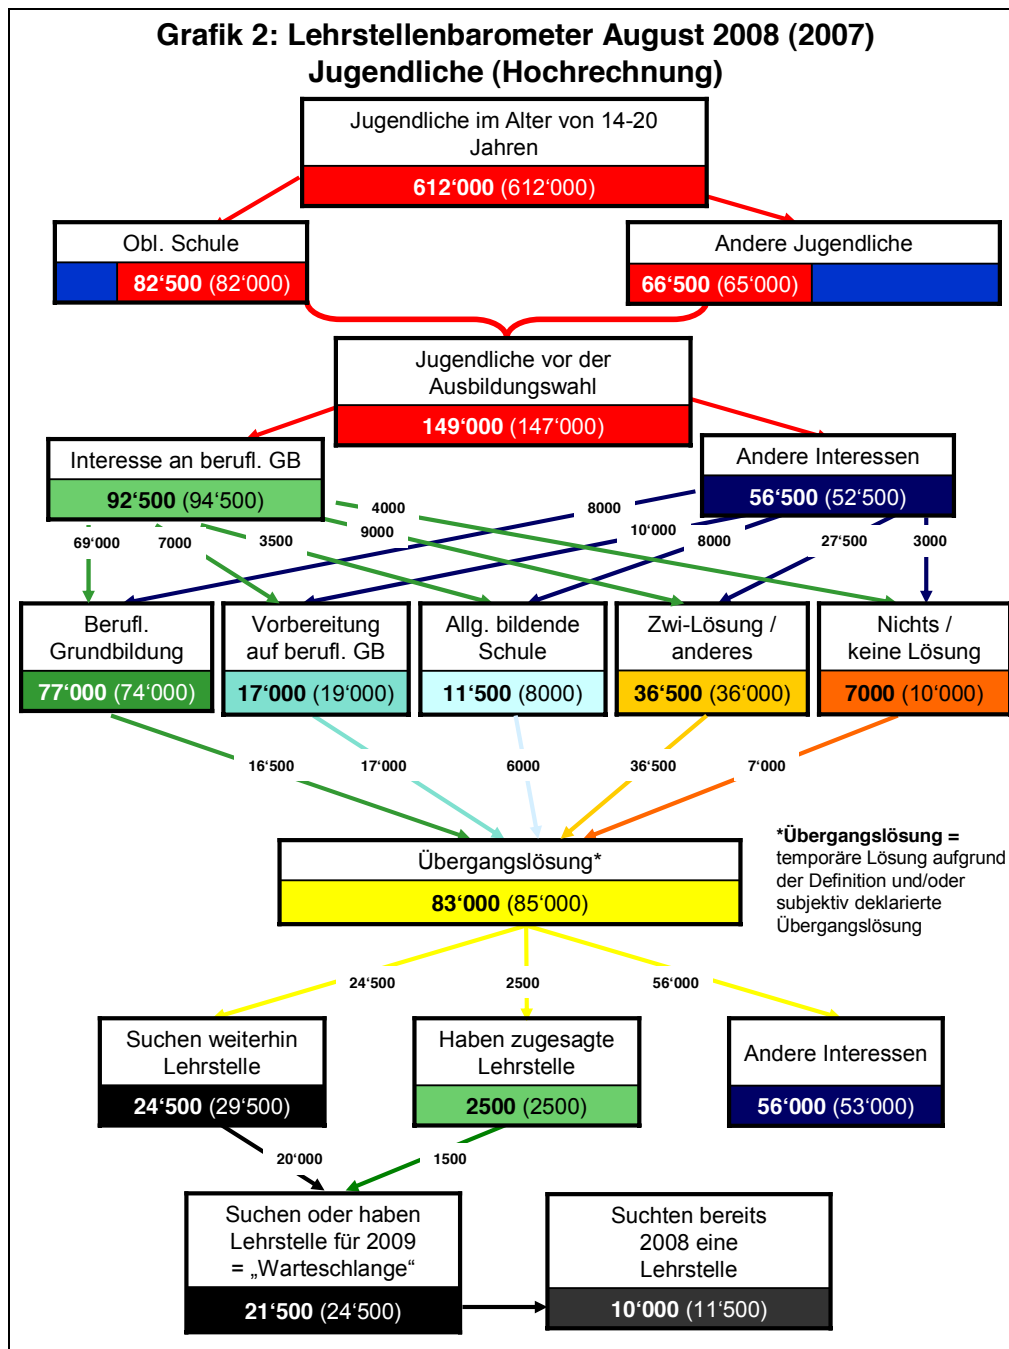 Grafik 2: Lehrstellenbarometer August 2008 (2007)
Jugendliche (Hochrechnung)
Jugendliche im Alter von 14-20
Jahren
612‘000 (612‘000)
Obl. Schule
82‘500 (82‘000)
Andere Jugendliche
66‘500 (65‘000)
Jugendliche vor der
Ausbildungswahl
149‘000 (147‘000)
Interesse an berufl. GB
92‘500 (94‘500)
Andere Interessen
56‘500 (52‘500)
69‘000
7000
3500
9000
4000
8000
10‘000
8000
27‘500
3000
Berufl.
Grundbildung
77‘000 (74‘000)
Vorbereitung
auf berufl. GB
17‘000 (19‘000)
Allg. bildende
Schule
11‘500 (8000)
Zwi-Lösung /
anderes
36‘500 (36‘000)
Nichts /
keine Lösung
7000 (10‘000)
16‘500
17‘000
6000
36‘500
7‘000
Übergangslösung*
83‘000 (85‘000)
*Übergangslösung =
temporäre Lösung aufgrund
der Definition und/oder
subjektiv deklarierte
Übergangslösung
24‘500
2500
56‘000
Suchen weiterhin
Lehrstelle
24‘500 (29‘500)
Haben zugesagte
Lehrstelle
2500 (2500)
Andere Interessen
56‘000 (53‘000)
20‘000
1500
Suchen oder haben
Lehrstelle für 2009
= „Warteschlange“
21‘500 (24‘500)
Suchten bereits
2008 eine
Lehrstelle
10‘000 (11‘500)